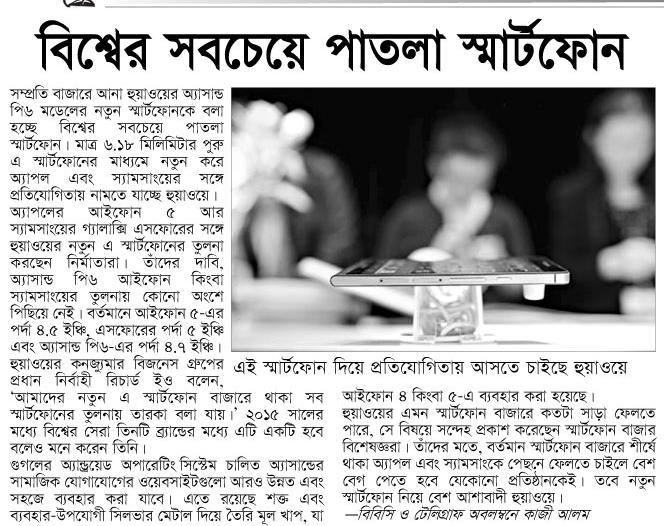 বিশ্বের সবচেয়ে পাতলা স্মার্টফোন
সম্প্রতি বাজারে আনা হুয়াওয়ের অ্যাসান্ড
পি৬ মডেলের নতুন স্মার্টফোনকে বলা
হচ্ছে বিশ্বের সবচেয়ে পাতলা
স্মার্টফোন। মাত্র ৬.১৮ মিলিমিটার পুরু
এ স্মার্টফোনের মাধ্যমে নতুন করে
অ্যাপল এবং স্যামসাংয়ের সঙ্গে
প্রতিযোগিতায় নামতে যাচ্ছে হুয়াওয়ে।
অ্যাপলের আইফোন ৫ আর
স্যামসাংয়ের গ্যালাক্সি এসফোরের সঙ্গে
হুয়াওয়ের নতুন এ স্মার্টফোনের তুলনা
করছেন নির্মাতারা। তাঁদের দাবি,
অ্যাসান্ড পি৬ আইফোন কিংবা
স্যামসাংয়ের তুলনায় কোনো অংশে
পিছিয়ে নেই। বর্তমানে আইফোন ৫-এর
পর্দা ৪.৫ ইঞ্চি, এসফোরের পর্দা ৫ ইঞ্চি
এবং অ্যাসান্ড পি৬-এর পর্দা ৪.৭ ইঞ্চি।
হুয়াওয়ের কনজ্যুমার বিজনেস গ্রুপের
প্রধান নির্বাহী রিচার্ড ইও বলেন,
‘আমাদের নতুন এ স্মার্টফোন বাজারে থাকা সব
স্মার্টফোনের তুলনায় তারকা বলা যায়।’ ২০১৫ সালের
মধ্যে বিশ্বের সেরা তিনটি ব্র্যান্ডের মধ্যে এটি একটি হবে
বলেও মনে করেন তিনি।
গুগলের অ্যান্ড্রয়েড অপারেটিং সিস্টেম চালিত অ্যাসান্ডের
সামাজিক যোগাযোগের ওয়েবসাইটগুলো আরও উন্নত এবং
সহজে ব্যবহার করা যাবে। এতে রয়েছে শক্ত এবং
ব্যবহার-উপযোগী সিলভার মেটাল দিয়ে তৈরি মূল খাপ, যা
এই স্মার্টফোন দিয়ে প্রতিযোগিতায় আসতে চাইছে হুয়াওয়ে
আইফোন ৪ কিংবা ৫-এ ব্যবহার করা হয়েছে।
হুয়াওয়ের এমন স্মার্টফোন বাজারে কতটা সাড়া ফেলতে
পারে, সে বিষয়ে সন্দেহ প্রকাশ করেছেন স্মার্টফোন বাজার
বিশেষজ্ঞরা। তাঁদের মতে, বর্তমান স্মার্টফোন বাজারে শীর্ষে
থাকা অ্যাপল এবং স্যামসাংকে পেছনে ফেলতে চাইলে বেশ
বেগ পেতে হবে যেকোনো প্রতিষ্ঠানকেই। তবে নতুন
স্মার্টফোন নিয়ে বেশ আশাবাদী হুয়াওয়ে।
—বিবিসি ও টেলিগ্রাফ অবলম্বনে কাজী আলম